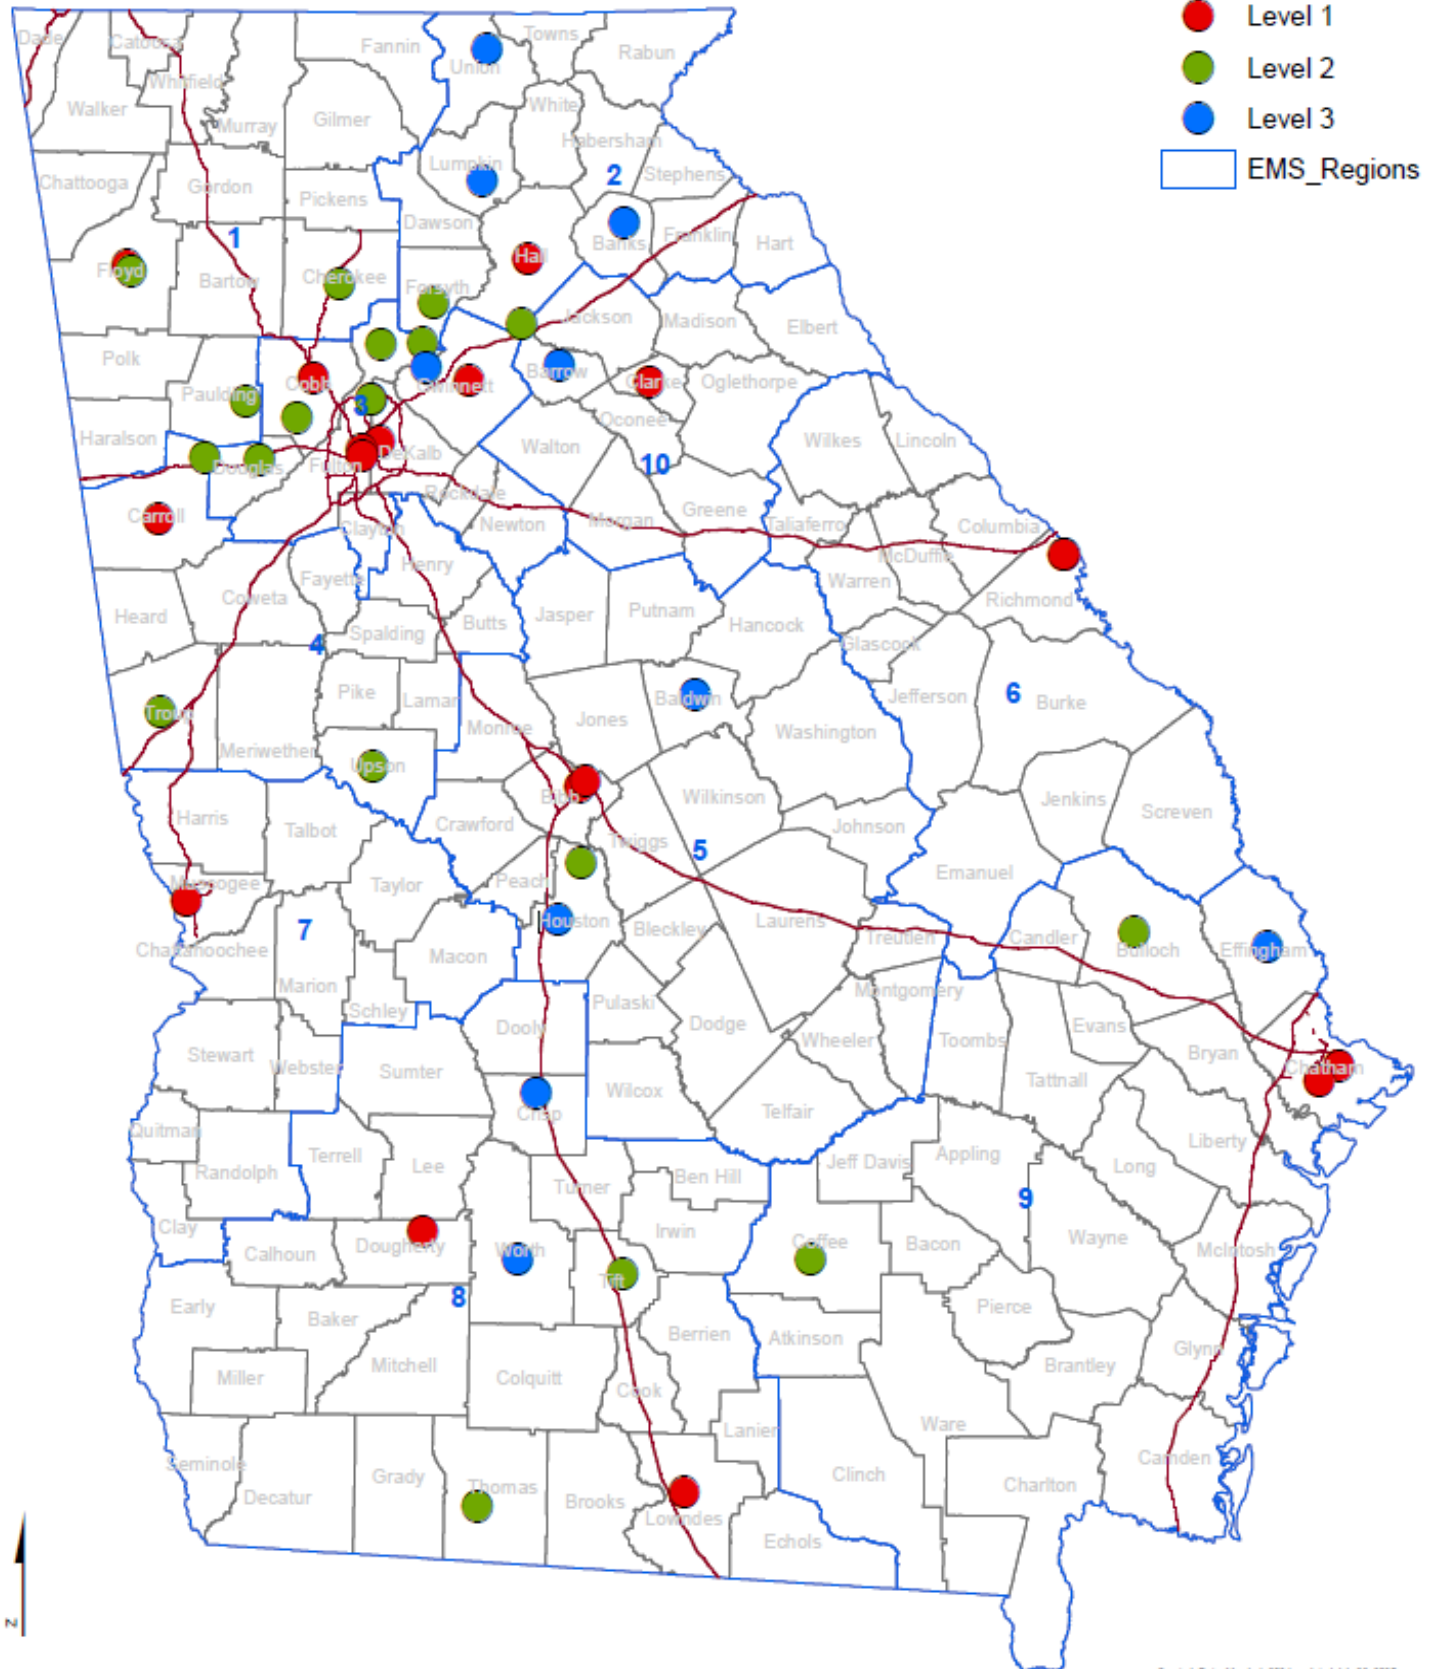 Level 1
Level 2
Level 3
EMS_Regions
Dade
Catoosa
Fannin
Towns
Rabun
Union
Whitfield
Walker
Murray
Gilmer
White
Habersham
Lumpkin
2
Stephens
Chattooga
Gordon
Pickens
Dawson
1
Banks
Franklin
Hart
Hall
Floyd
Bartow
Cherokee
Forsyth
Jackson
Madison
Elbert
Polk
Paulding
Cobb
Gwinnett
Barrow
Clarke
Oglethorpe
3
Haralson
Oconee
Walton
Wilkes
Lincoln
Douglas
Fulton
DeKalb
10
Rockdale
Carroll
Clayton
Newton
Morgan
Greene
Taliaferro
Columbia
McDuffie
Henry
Fayette
Coweta
Warren
Richmond
Heard
Spalding
Butts
Jasper
Putnam
Hancock
Glascock
4
Troup
Pike
Lamar
Baldwin
Jefferson
6
Burke
Meriwether
Monroe
Jones
Washington
Upson
Bibb
Wilkinson
Jenkins
Screven
Harris
Talbot
Crawford
Twiggs
Johnson
5
Muscogee
Taylor
Peach
Emanuel
7
Houston
Bleckley
Laurens
Treutlen
Candler
Bulloch
Effingham
Chattahoochee
Macon
Marion
Schley
Pulaski
Montgomery
Dooly
Dodge
Wheeler
Toombs
Evans
Bryan
Stewart
Webster
Sumter
Wilcox
Tattnall
Chatham
Crisp
Telfair
Quitman
Randolph
Terrell
Lee
Turner
Ben Hill
Jeff Davis
Appling
Long
Liberty
9
Clay
Calhoun
Dougherty
Worth
Irwin
Coffee
Bacon
Wayne
McIntosh
Tift
8
Early
Baker
Berrien
Atkinson
Pierce
Miller
Mitchell
Colquitt
Cook
Brantley
Glynn
Lanier
Ware
Seminole
Decatur
Grady
Thomas
Brooks
Lowndes
Clinch
Charlton
Camden
Echols
N